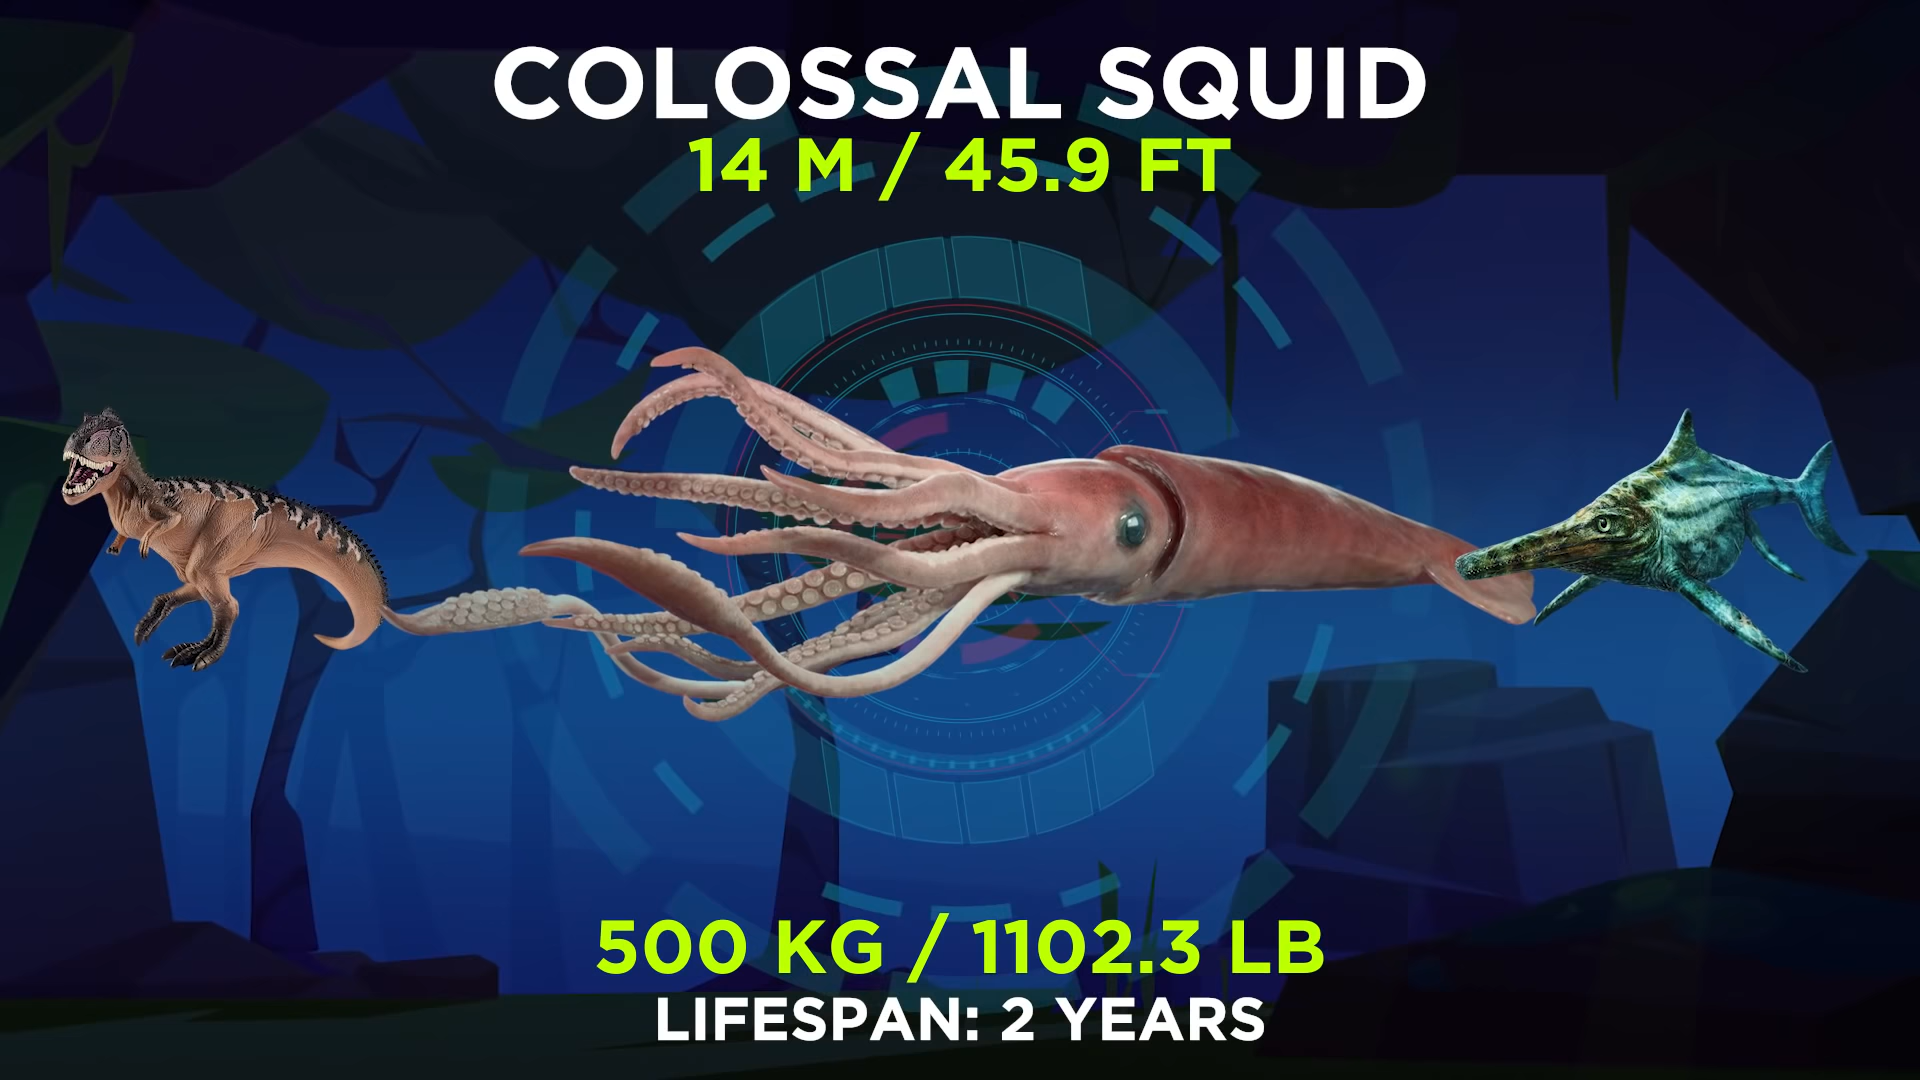 COLOSSAL SQUID
14 M / 45.9 FT
500 KG / 1102.3 LB
LIFESPAN: 2 YEARS